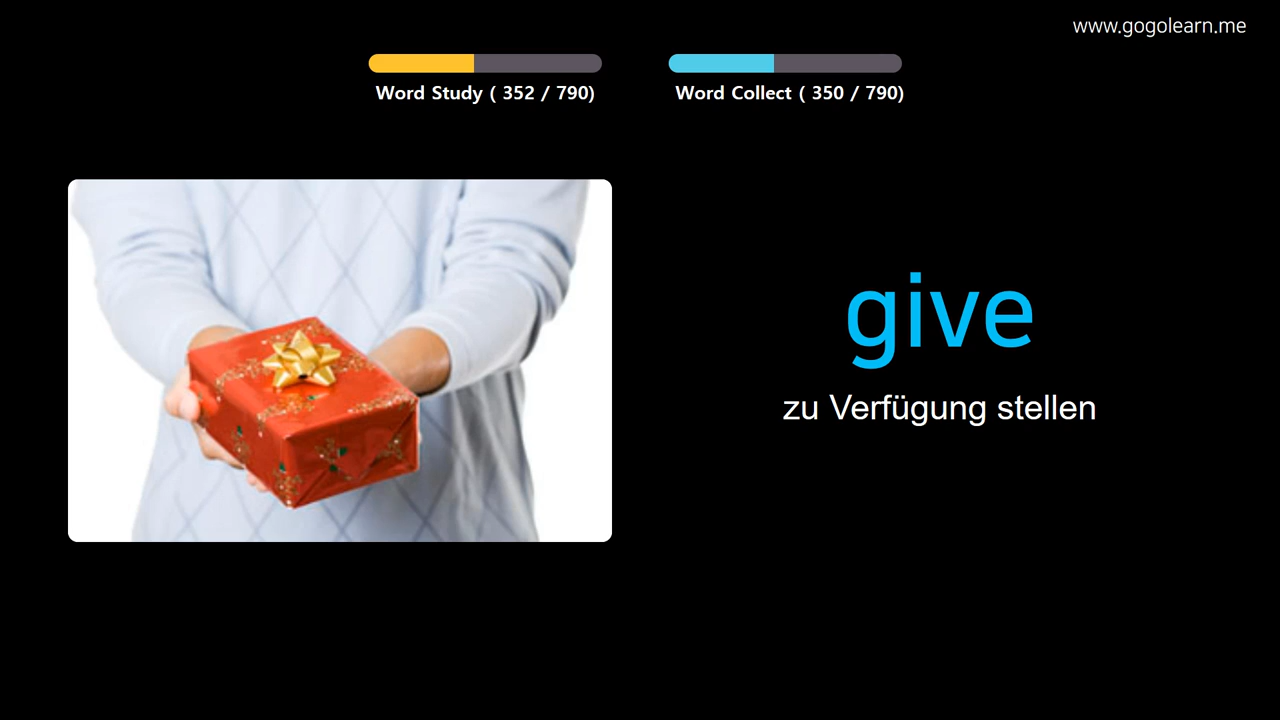 www.gogolearn.me
Word Study ( 352 / 790)
Word Collect ( 350 / 790)
give
zu Verfügung stellen